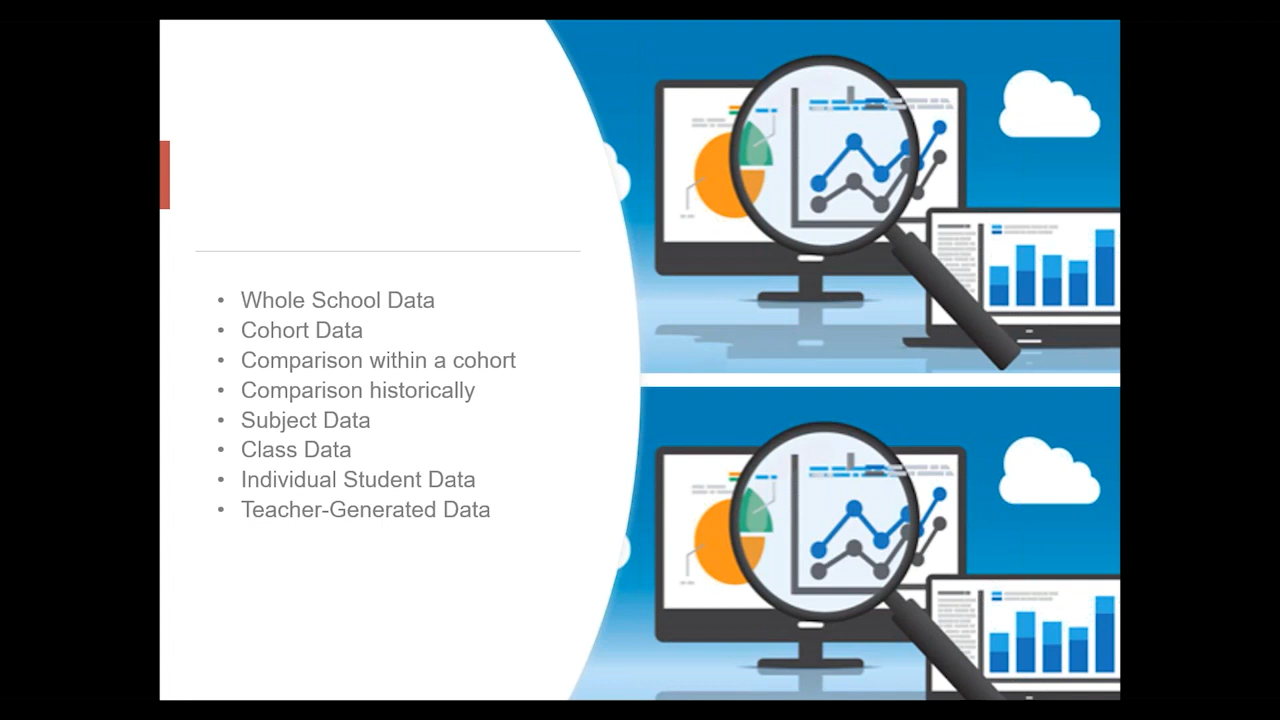 • Whole School Data
• Cohort Data
• Comparison within a cohort
• Comparison historically
• Subject Data
• Class Data
• Individual Student Data
• Teacher-Generated Data